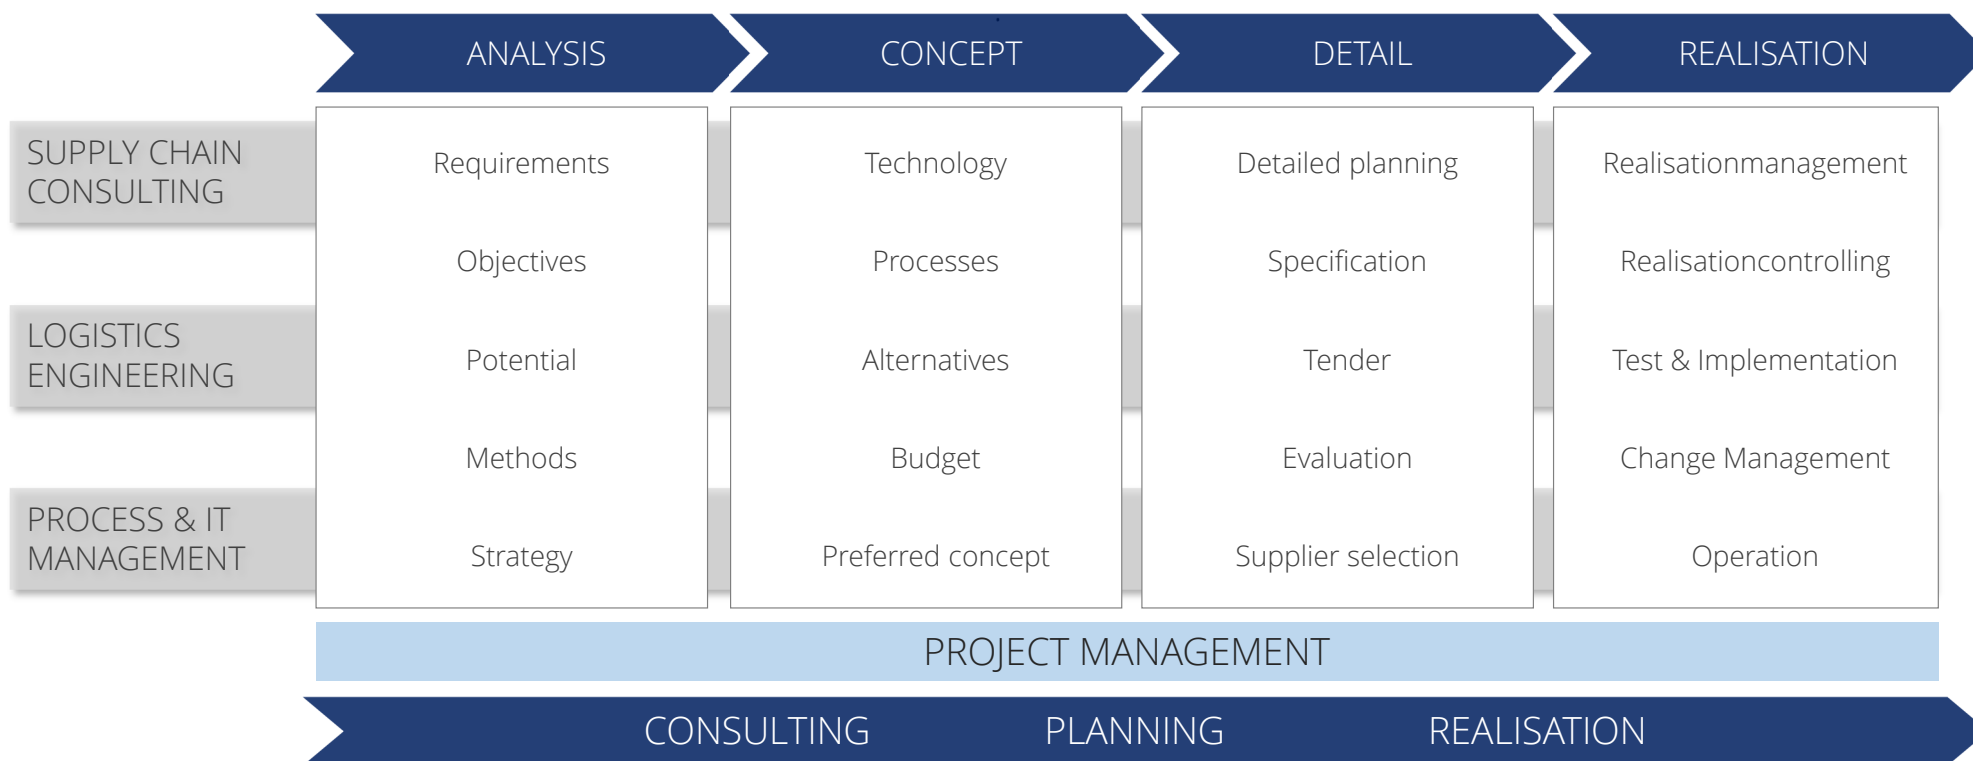 ANALYSIS CONCEPT DETAIL REALISATION
SUPPLY CHAIN
CONSULTING
Requirements Technology Detailed planning Realisationmanagement
Objectives Processes Specification Realisationcontrolling
LOGISTICS
ENGINEERING
Potential Alternatives Tender Test & Implementation
Methods Budget Evaluation Change Management
PROCESS & IT
MANAGEMENT
Strategy Preferred concept Supplier selection Operation
PROJECT MANAGEMENT
CONSULTING PLANNING REALISATION